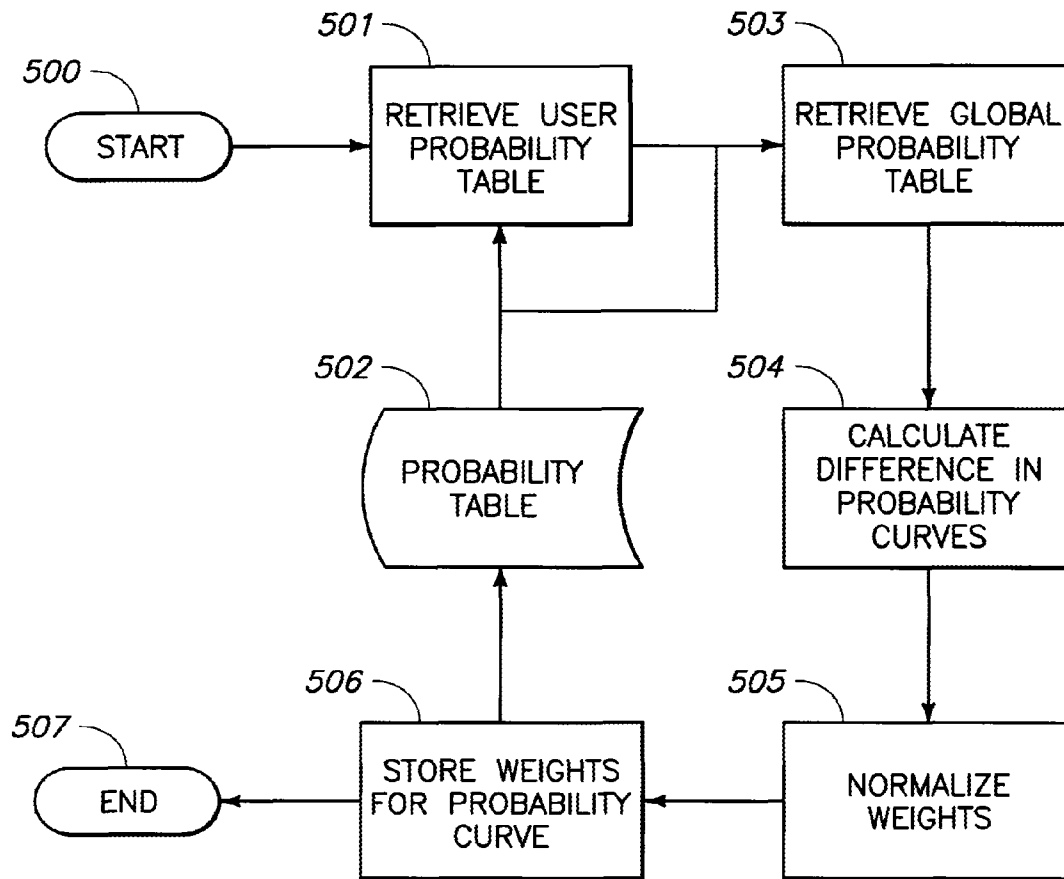 500
START
501
RETRIEVE USER
PROBABILITY
TABLE
503
RETRIEVE GLOBAL
PROBABILITY
TABLE
502
PROBABILITY
TABLE
504
CALCULATE
DIFFERENCE IN
PROBABILITY
CURVES
507
END
506
STORE WEIGHTS
FOR PROBABILITY
CURVE
505
NORMALIZE
WEIGHTS